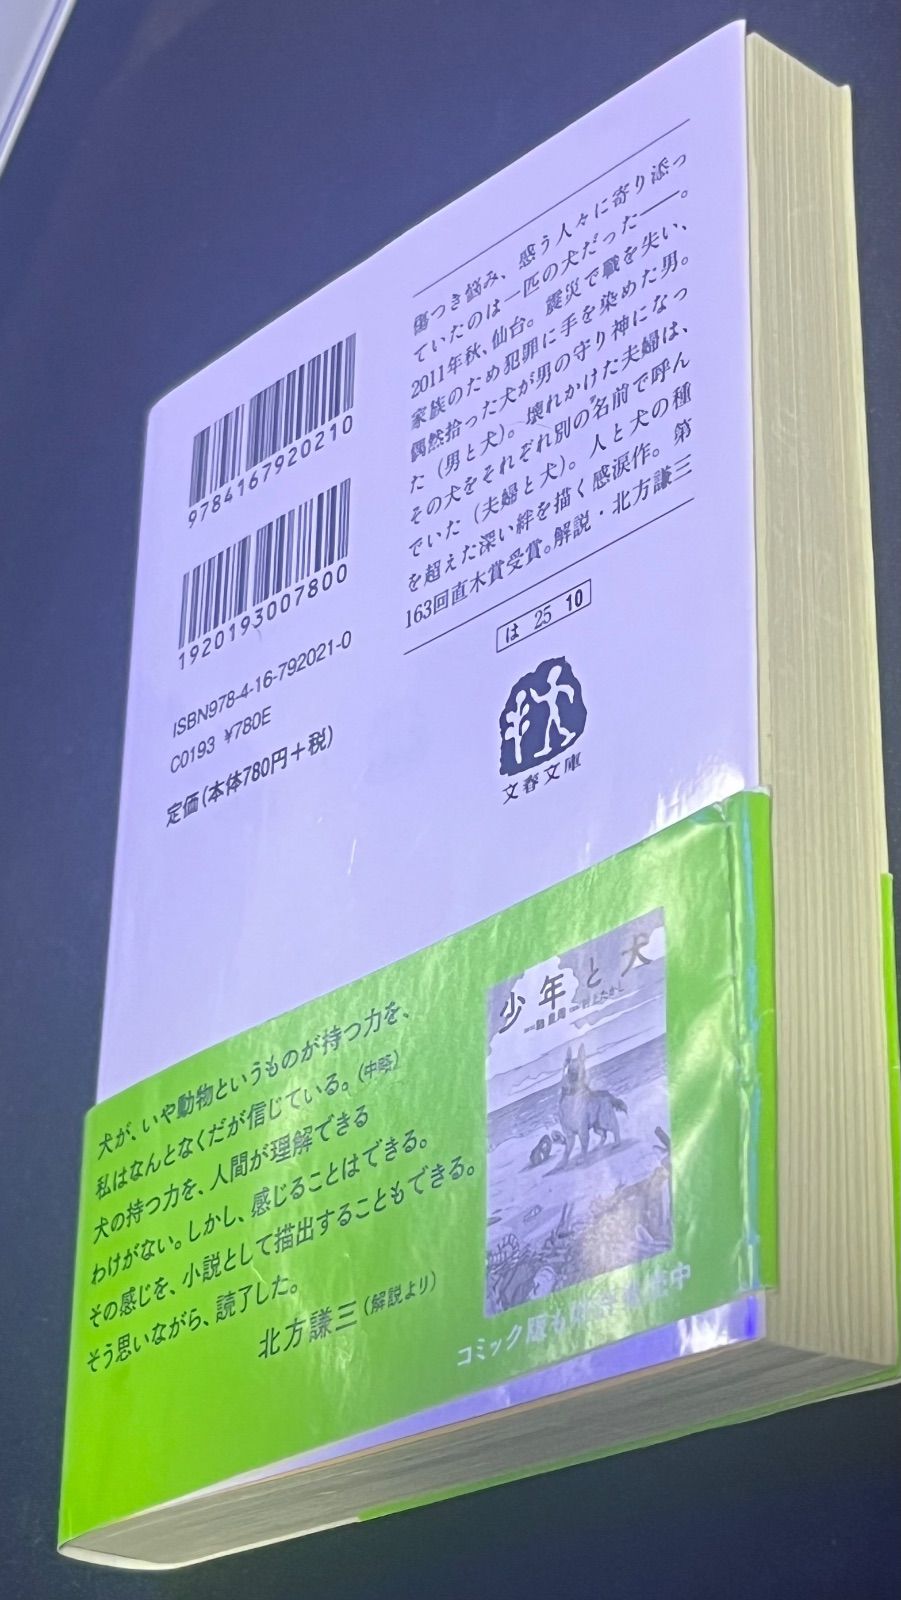 傷つき悩み、惑う人々に寄り添っ
ていたのは一匹の犬だった――。
2011年秋、仙台。震災で職を失い、
家族のため犯罪に手を染めた男。
偶然拾った犬が男の守り神になっ
た（男と犬）。壊れかけた夫婦は、
その犬をそれぞれ別の名前で呼ん
でいた（夫婦と犬）。人と犬の種
を超えた深い絆を描く感涙作。第
163回直木賞受賞。解説・北方謙三
は 25 10
文春文庫
9784167920210
1920193007800
ISBN978-4-16-792021-0
C0193 ¥780E
定価(本体780円+税)
犬が、いや動物というものが持つ力を、
私はなんとなくだが信じている。(中略)
犬の持つ力を、人間が理解できる
わけがない。しかし、感じることはできる。
その感じを、小説として描出することもできる。
そう思いながら、読了した。
北方謙三(解説より)
少年と犬
コミック版も
中